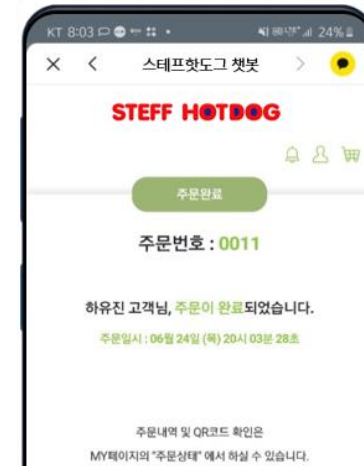 KT 8:03 24%
스테프핫도그 챗봇
STEFF HOTDOG
주문완료
주문번호 : 0011
하유진 고객님, 주문이 완료되었습니다.
주문일시 : 06월 24일 (목) 20시 03분 28초
주문내역 및 QR코드 확인은
MY페이지의 "주문상태" 에서 하실 수 있습니다.